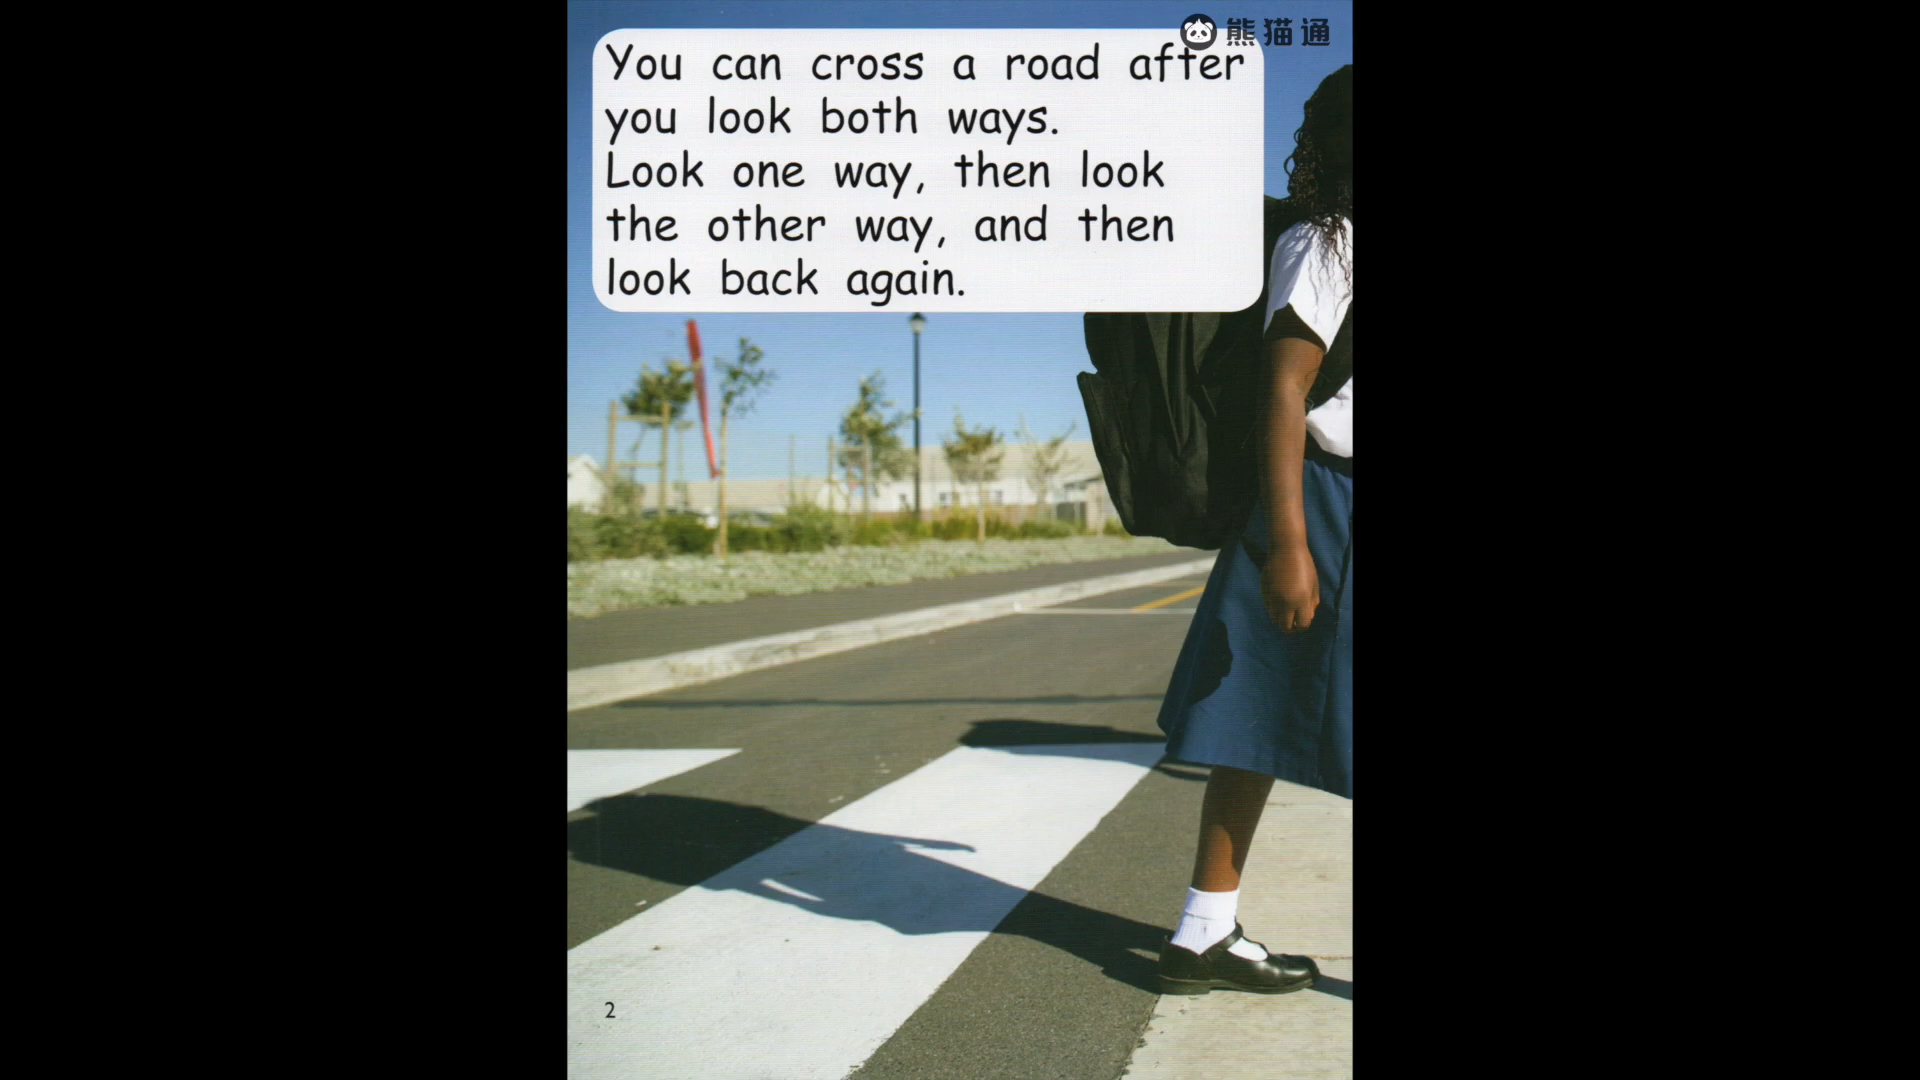 熊猫通
You can cross a road after
you look both ways.
Look one way, then look
the other way, and then
look back again.
2